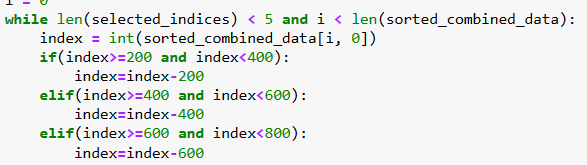 i = 0
while len(selected_indices) < 5 and i < len(sorted_combined_data):
    index = int(sorted_combined_data[i, 0])
    if(index>=200 and index<400):
        index=index-200
    elif(index>=400 and index<600):
        index=index-400
    elif(index>=600 and index<800):
        index=index-600